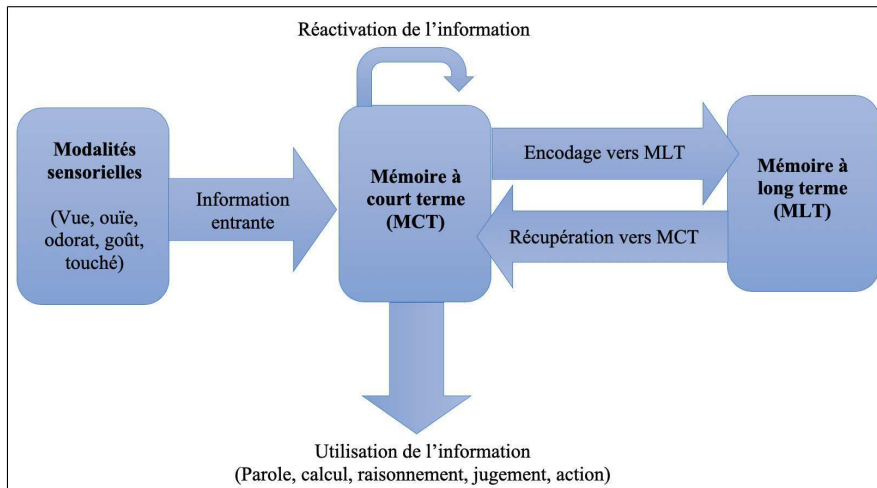 Réactivation de l’information
Modalités
sensorielles
(Vue, ouïe,
odorat, goût,
touché)
Information
entrante
Mémoire à
court terme
(MCT)
Encodage vers MLT
Récupération vers MCT
Mémoire à
long terme
(MLT)
Utilisation de l’information
(Parole, calcul, raisonnement, jugement, action)